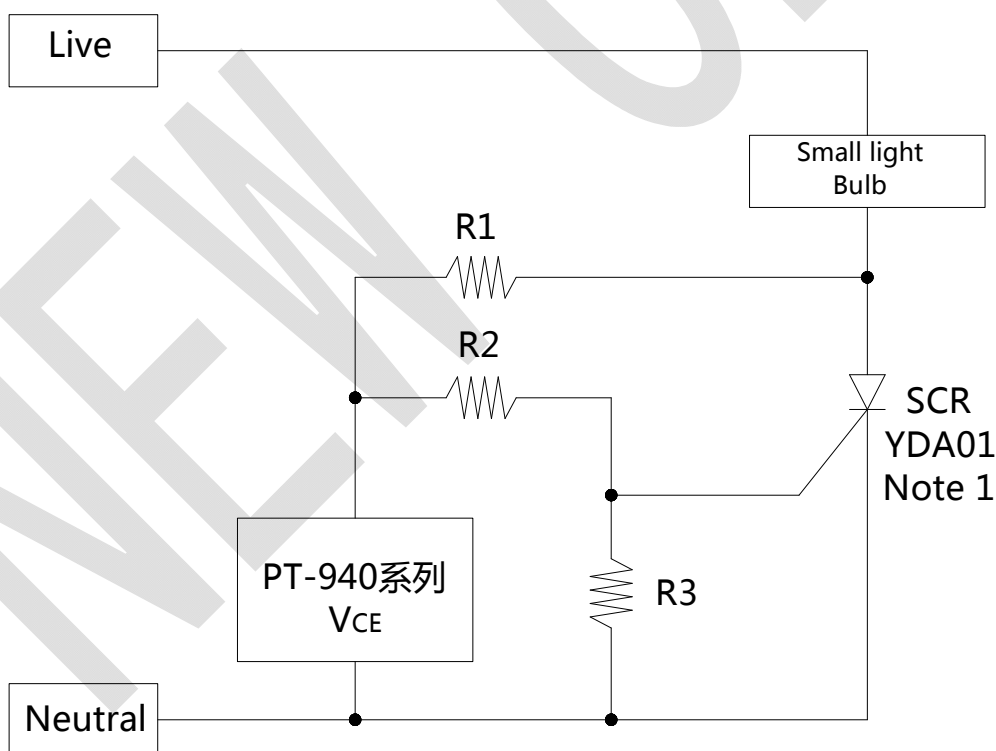 Live
Small light
Bulb
R1
R2
SCR
YDA01
Note 1
PT-940系列
VCE
R3
Neutral
NEW